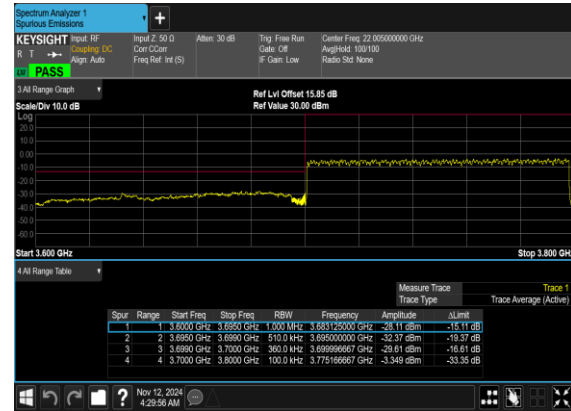 Spectrum Analyzer 1
Spurious Emissions
KEYSIGHT Input: RF Input Z: 50 Ω Atten: 30 dB Trig: Free Run Center Freq: 22.005000000 GHz
R T Coupling: DC Corr CCorr Gate: Off Avg|Hold: 100/100
Align: Auto Freq Ref: Int (S) IF Gain: Low Radio Std: None
LW PASS
3.All Range Graph
Ref Lvl Offset 15.85 dB
Scale/Div 10.0 dB Ref Value 30.00 dBm
Log
20.0
10.0
0.00
-10.0
-20.0
-30.0
-40.0
-50.0
-60.0
Start 3.600 GHz Stop 3.800 GH
4.All Range Table
Measure Trace Trace 1
Trace Type Trace Average (Active)
Spur Range Start Freq Stop Freq RBW Frequency Amplitude ΔLimit
1 1 3.6000 GHz 3.6950 GHz 1.000 MHz 3.683125000 GHz -28.11 dBm -15.11 dB
2 2 3.6950 GHz 3.6990 GHz 510.0 kHz 3.695000000 GHz -32.37 dBm -19.37 dB
3 3 3.6990 GHz 3.7000 GHz 360.0 kHz 3.699996667 GHz -29.61 dBm -16.61 dB
4 4 3.7000 GHz 3.8000 GHz 100.0 kHz 3.775166667 GHz -3.349 dBm -33.35 dB
? Nov 12, 2024
4:29:56 AM